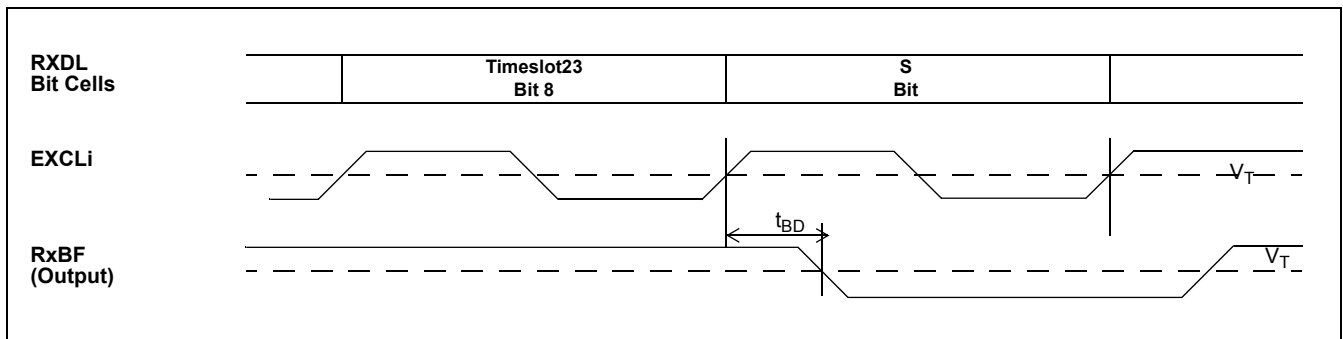 RXDL
Bit Cells
Timeslot23
Bit 8
S
Bit
EXCLi
VT
tBD
RxBF
(Output)
VT